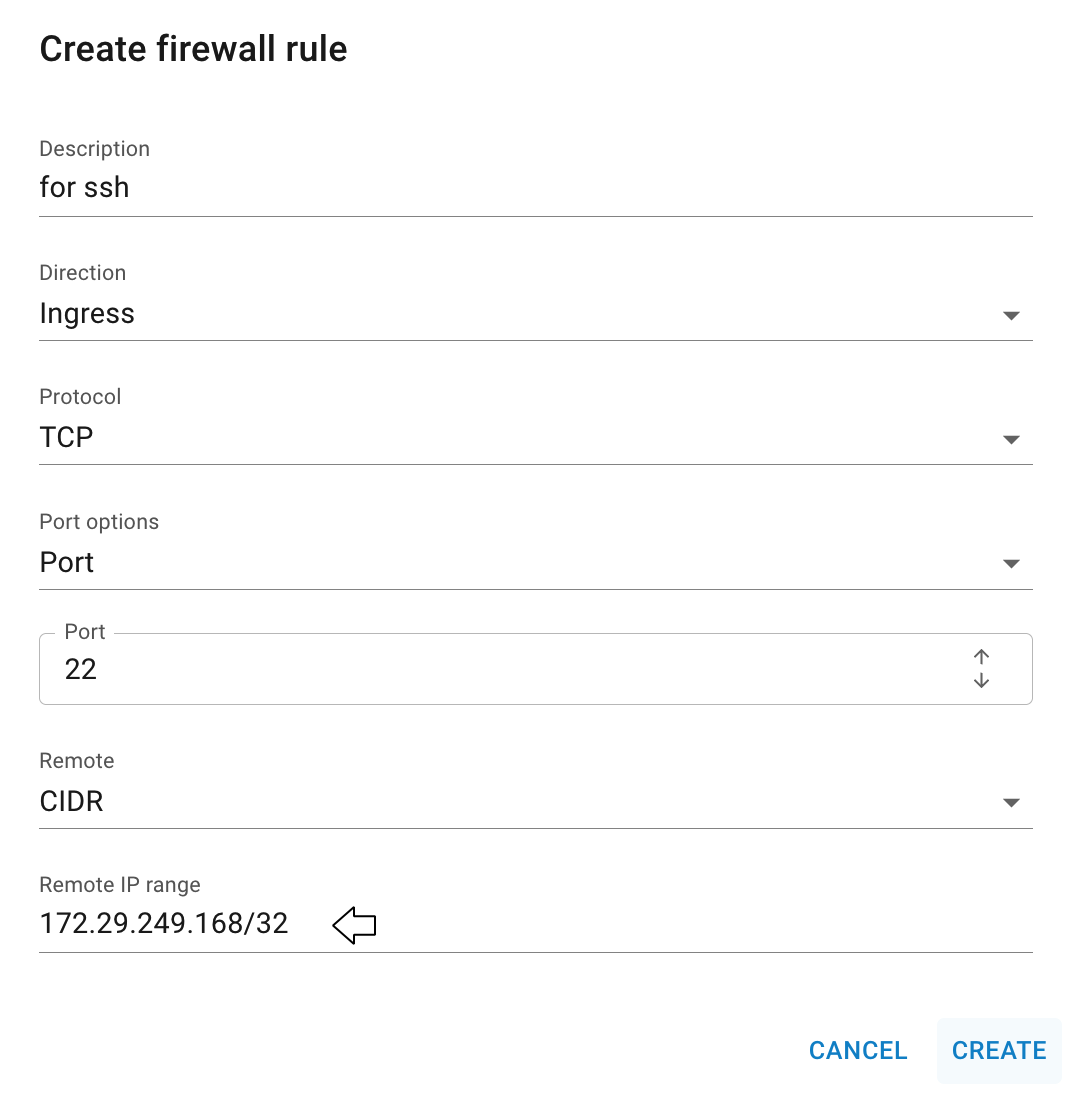 Create firewall rule
Description
for ssh
Direction
Ingress
Protocol
TCP
Port options
Port
Port
22
Remote
CIDR
Remote IP range
172.29.249.168/32
CANCEL CREATE